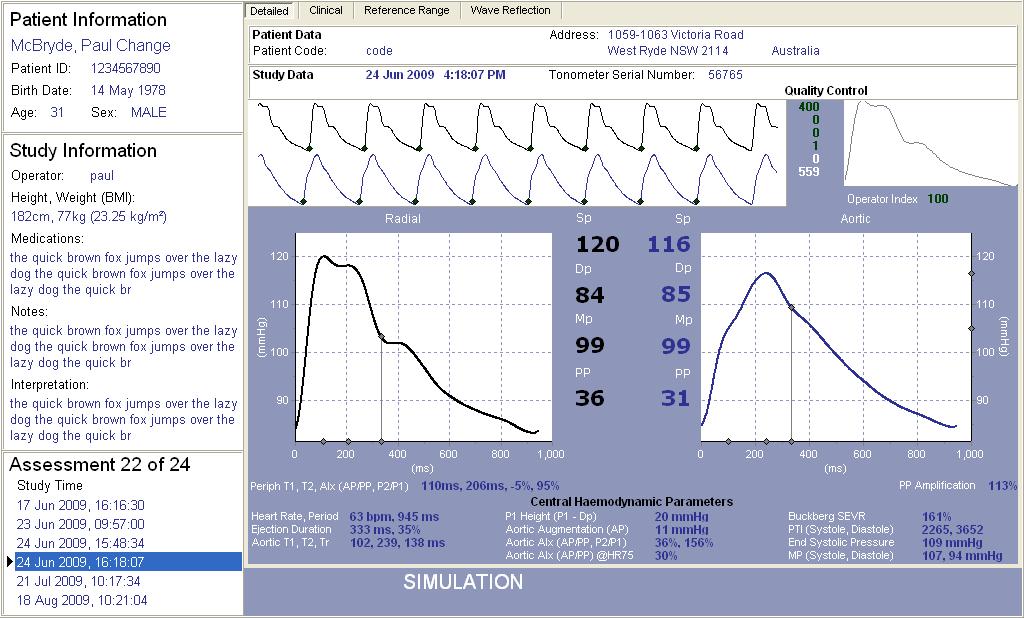 Patient Information
McBryde, Paul Change
Patient ID: 1234567890
Birth Date: 14 May 1978
Age: 31 Sex: MALE
Study Information
Operator: paul
Height, Weight (BMI):
182cm, 77kg (23.25 kg/m²)
Medications:
the quick brown fox jumps over the lazy
dog the quick brown fox jumps over the
lazy dog the quick br
Notes:
the quick brown fox jumps over the lazy
dog the quick brown fox jumps over the
lazy dog the quick br
Interpretation:
the quick brown fox jumps over the lazy
dog the quick brown fox jumps over the
lazy dog the quick br
Assessment 22 of 24
Study Time
17 Jun 2009, 16:16:30
23 Jun 2009, 09:57:00
24 Jun 2009, 15:48:34
24 Jun 2009, 16:18:07
21 Jul 2009, 10:17:34
18 Aug 2009, 10:21:04
Detailed Clinical Reference Range Wave Reflection
Patient Data Address: 1059-1063 Victoria Road
Patient Code: code West Ryde NSW 2114 Australia
Study Data 24 Jun 2009 4:18:07 PM Tonometer Serial Number: 56765
Quality Control
400
0
0
1
0
559
Operator Index 100
Radial Sp Sp Aortic
120 116
Dp Dp
84 85
Mp Mp
99 99
PP PP
36 31
120
110
100
90
(mmHg)
0 200 400 600 800 1,000
(ms)
120
110
100
90
(mmHg)
0 200 400 600 800 1,000
(ms)
Periph T1, T2, AIx (AP/PP, P2/P1) 110ms, 206ms, -5%, 95% PP Amplification 113%
Central Haemodynamic Parameters
Heart Rate, Period 63 bpm, 945 ms P1 Height (P1 - Dp) 20 mmHg Buckberg SEVR 161%
Ejection Duration 333 ms, 35% Aortic Augmentation (AP) 11 mmHg PTI (Systole, Diastole) 2265, 3652
Aortic T1, T2, Tr 102, 239, 138 ms Aortic AIx (AP/PP, P2/P1) 36%, 156% End Systolic Pressure 109 mmHg
Aortic AIx (AP/PP) @HR75 30% MP (Systole, Diastole) 107, 94 mmHg
SIMULATION